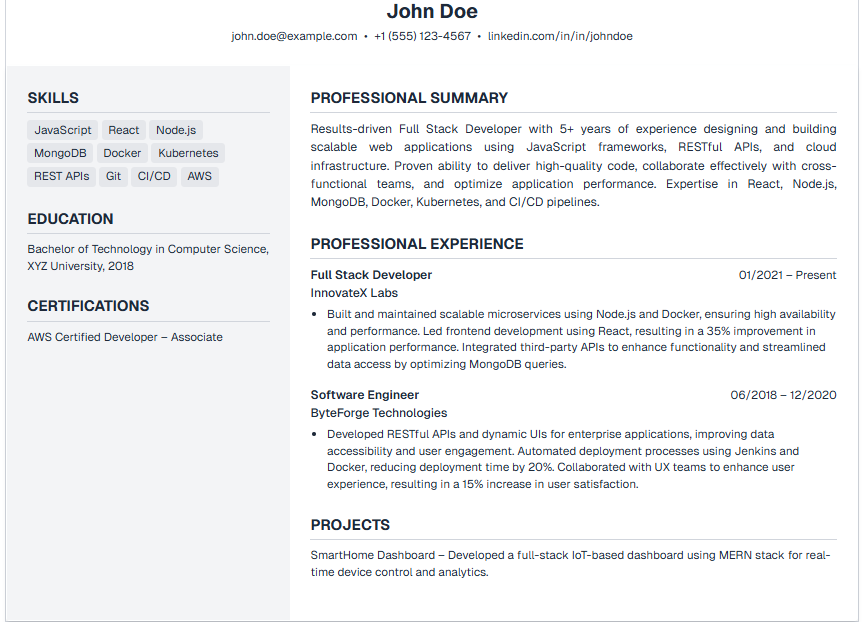 John Doe
john.doe@example.com • +1 (555) 123-4567 • linkedin.com/in/in/johndoe
SKILLS
JavaScript React Node.js
MongoDB Docker Kubernetes
REST APIs Git CI/CD AWS
EDUCATION
Bachelor of Technology in Computer Science,
XYZ University, 2018
CERTIFICATIONS
AWS Certified Developer – Associate
PROFESSIONAL SUMMARY
Results-driven Full Stack Developer with 5+ years of experience designing and building
scalable web applications using JavaScript frameworks, RESTful APIs, and cloud
infrastructure. Proven ability to deliver high-quality code, collaborate effectively with cross-
functional teams, and optimize application performance. Expertise in React, Node.js,
MongoDB, Docker, Kubernetes, and CI/CD pipelines.
PROFESSIONAL EXPERIENCE
Full Stack Developer 01/2021 – Present
InnovateX Labs
• Built and maintained scalable microservices using Node.js and Docker, ensuring high availability
and performance. Led frontend development using React, resulting in a 35% improvement in
application performance. Integrated third-party APIs to enhance functionality and streamlined
data access by optimizing MongoDB queries.
Software Engineer 06/2018 – 12/2020
ByteForge Technologies
• Developed RESTful APIs and dynamic UIs for enterprise applications, improving data
accessibility and user engagement. Automated deployment processes using Jenkins and
Docker, reducing deployment time by 20%. Collaborated with UX teams to enhance user
experience, resulting in a 15% increase in user satisfaction.
PROJECTS
SmartHome Dashboard – Developed a full-stack IoT-based dashboard using MERN stack for real-
time device control and analytics.